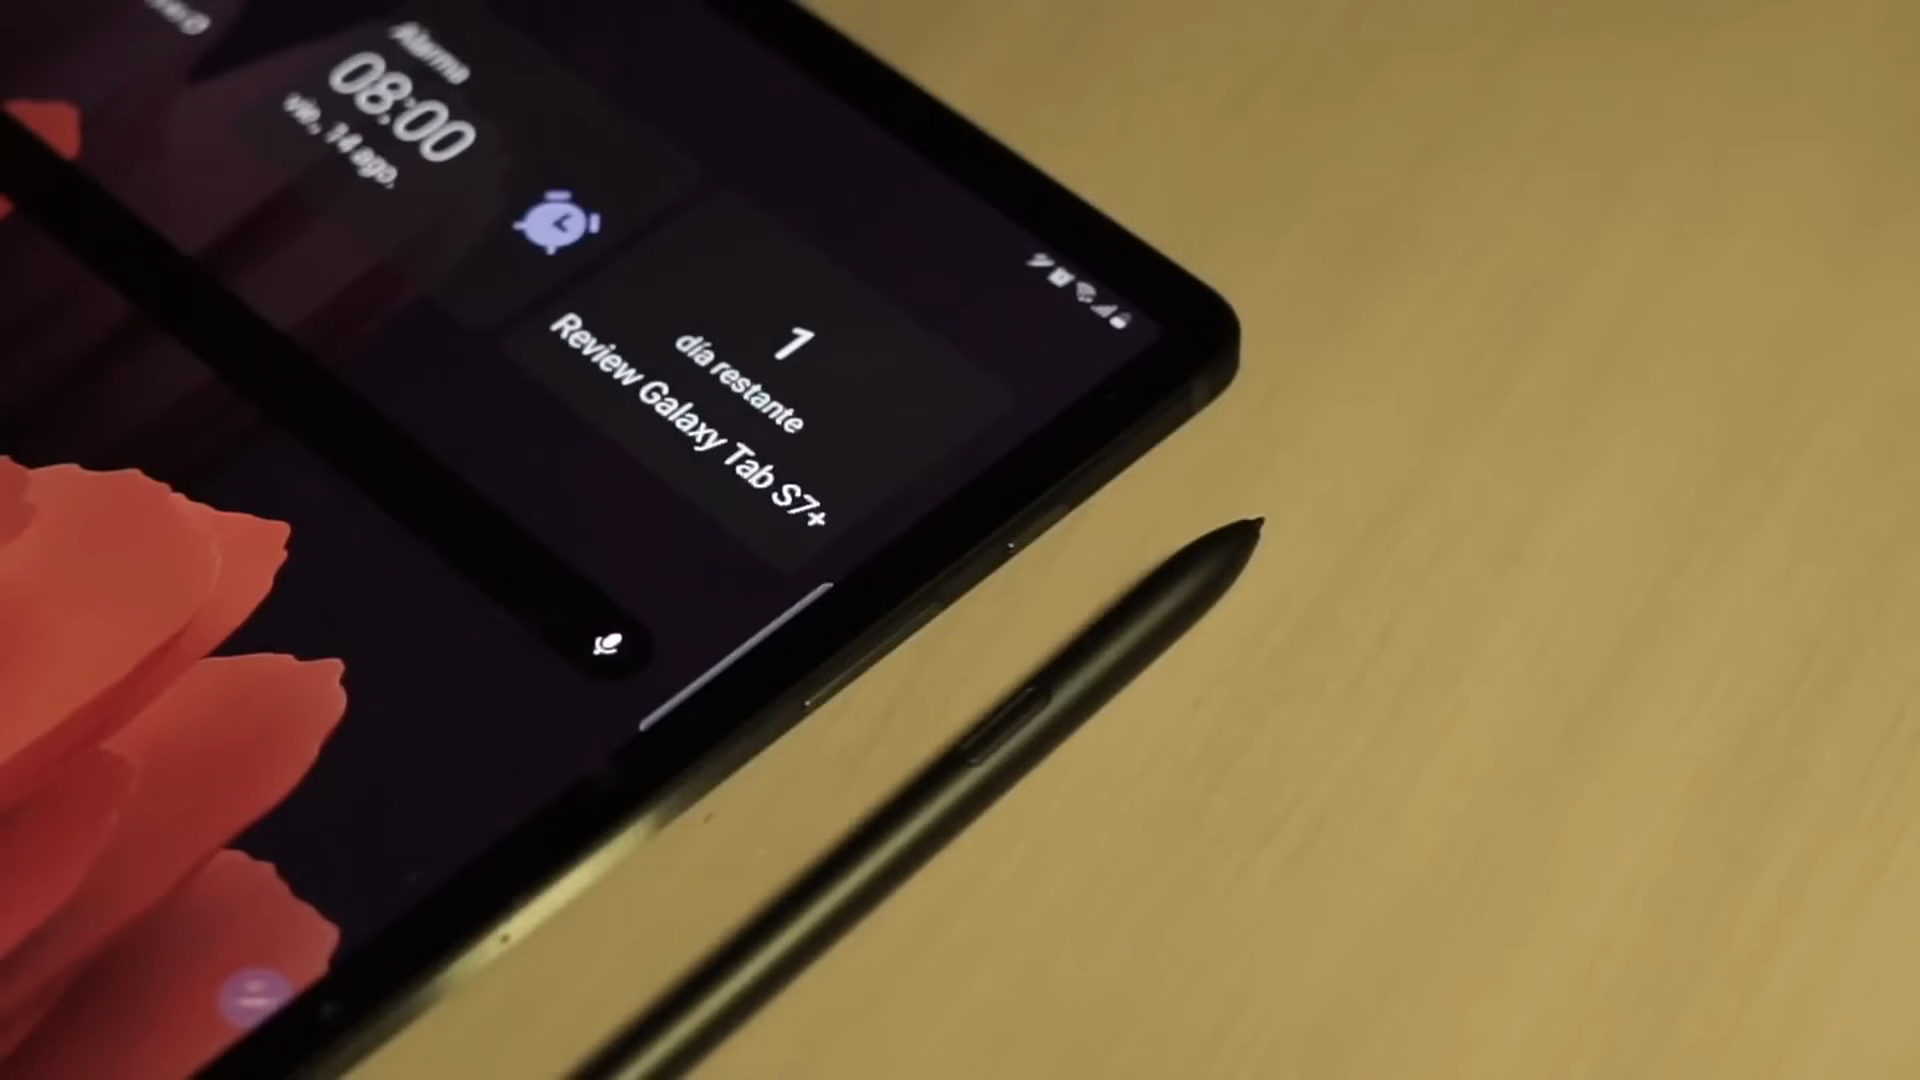 Alarma
08:00
vie., 14 ago.
1
día restante
Review Galaxy Tab S7+